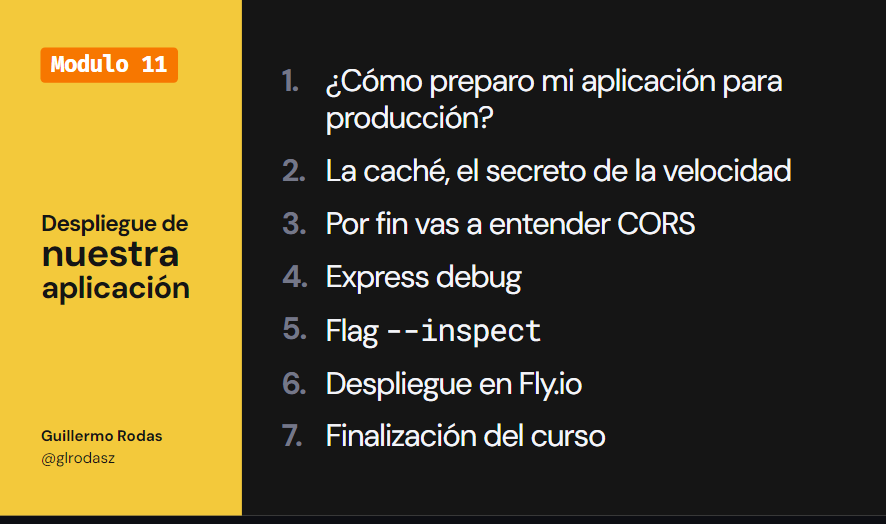 Modulo 11
Despliegue de
nuestra
aplicación
Guillermo Rodas
@glrodasz
1. ¿Cómo preparo mi aplicación para
producción?
2. La caché, el secreto de la velocidad
3. Por fin vas a entender CORS
4. Express debug
5. Flag --inspect
6. Despliegue en Fly.io
7. Finalización del curso